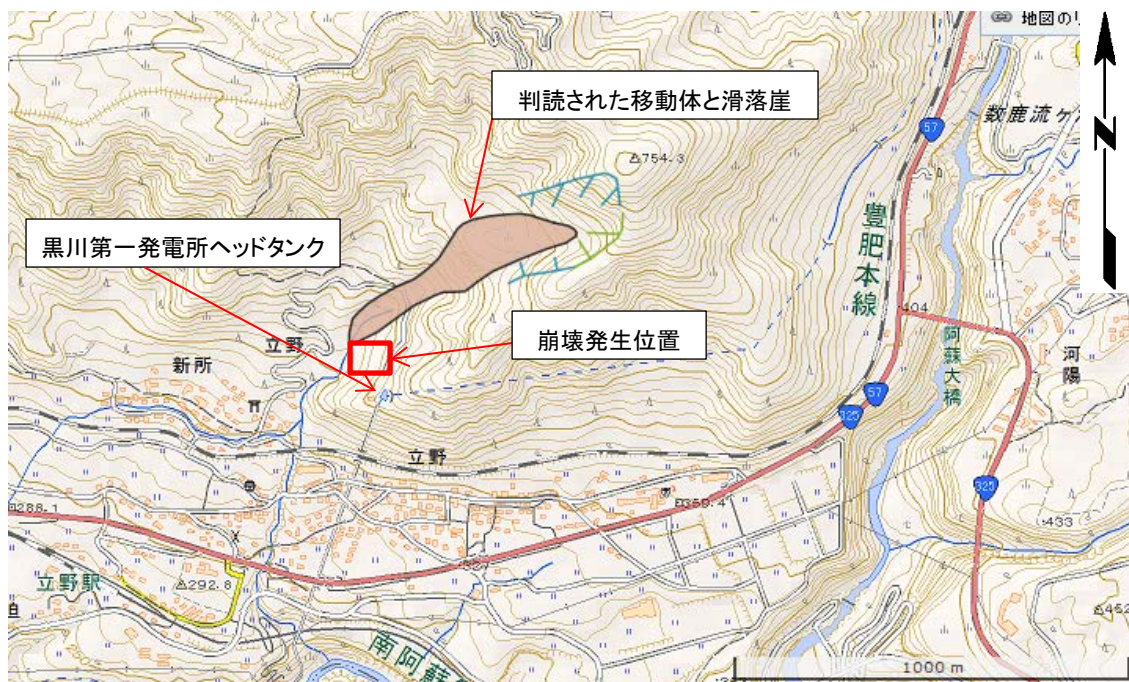 地図のリ
判読された移動体と滑落崖
57
数鹿流ヶ
N
△754.3
黒川第一発電所ヘッドタンク
豊肥本線
404
崩壊発生位置
立野
新所
阿蘇大橋
河陽
57
325
立野
325
288.1
359.4
433
立野駅
△292.8
南阿蘇
1000 m